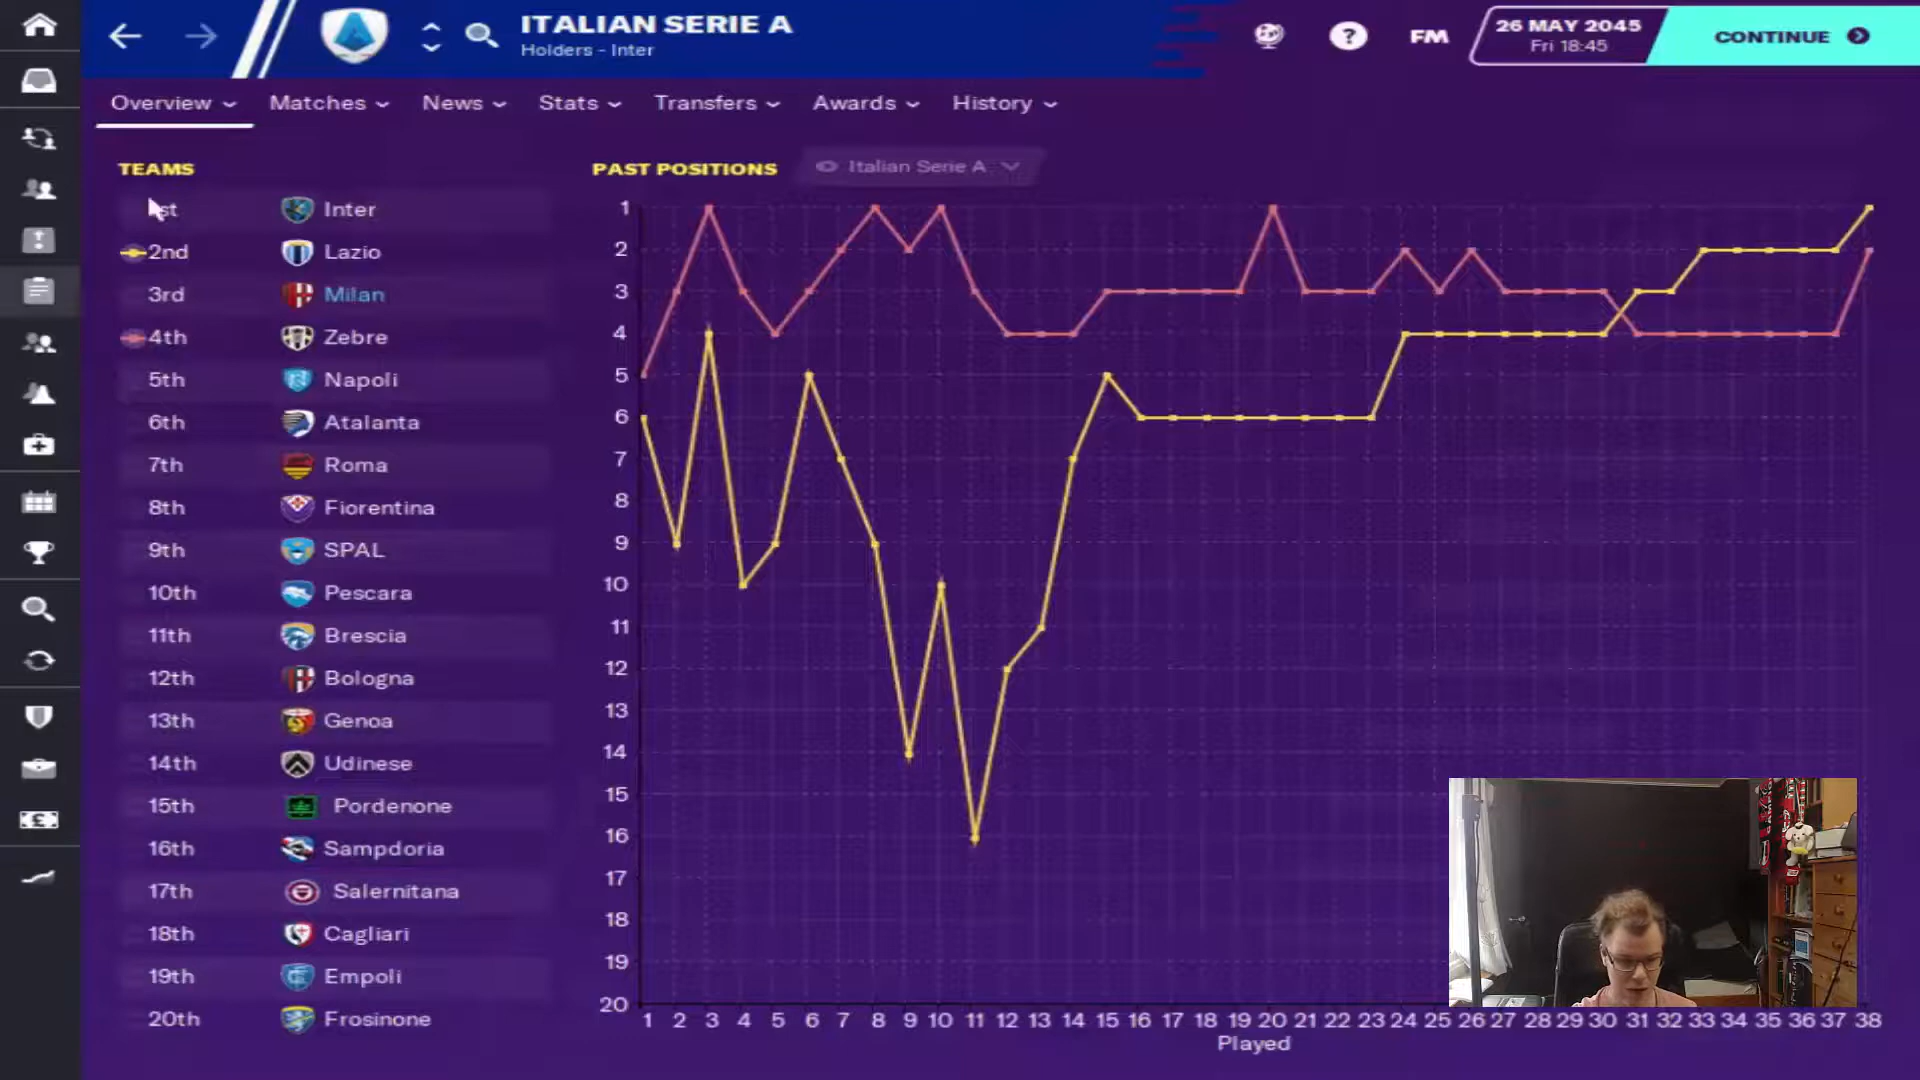 ITALIAN SERIE A
Holders - Inter
?
FM
26 MAY 2045
Fri 18:45
CONTINUE
Overview
Matches
News
Stats
Transfers
Awards
History
TEAMS
PAST POSITIONS
Italian Serie A
st Inter
2nd Lazio
3rd Milan
4th Zebre
5th Napoli
6th Atalanta
7th Roma
8th Fiorentina
9th SPAL
10th Pescara
11th Brescia
12th Bologna
13th Genoa
14th Udinese
15th Pordenone
16th Sampdoria
17th Salernitana
18th Cagliari
19th Empoli
20th Frosinone
1
2
3
4
5
6
7
8
9
10
11
12
13
14
15
16
17
18
19
20
1 2 3 4 5 6 7 8 9 10 11 12 13 14 15 16 17 18 19 20 21 22 23 24 25 26 27 28 29 30 31 32 33 34 35 36 37 38
Played